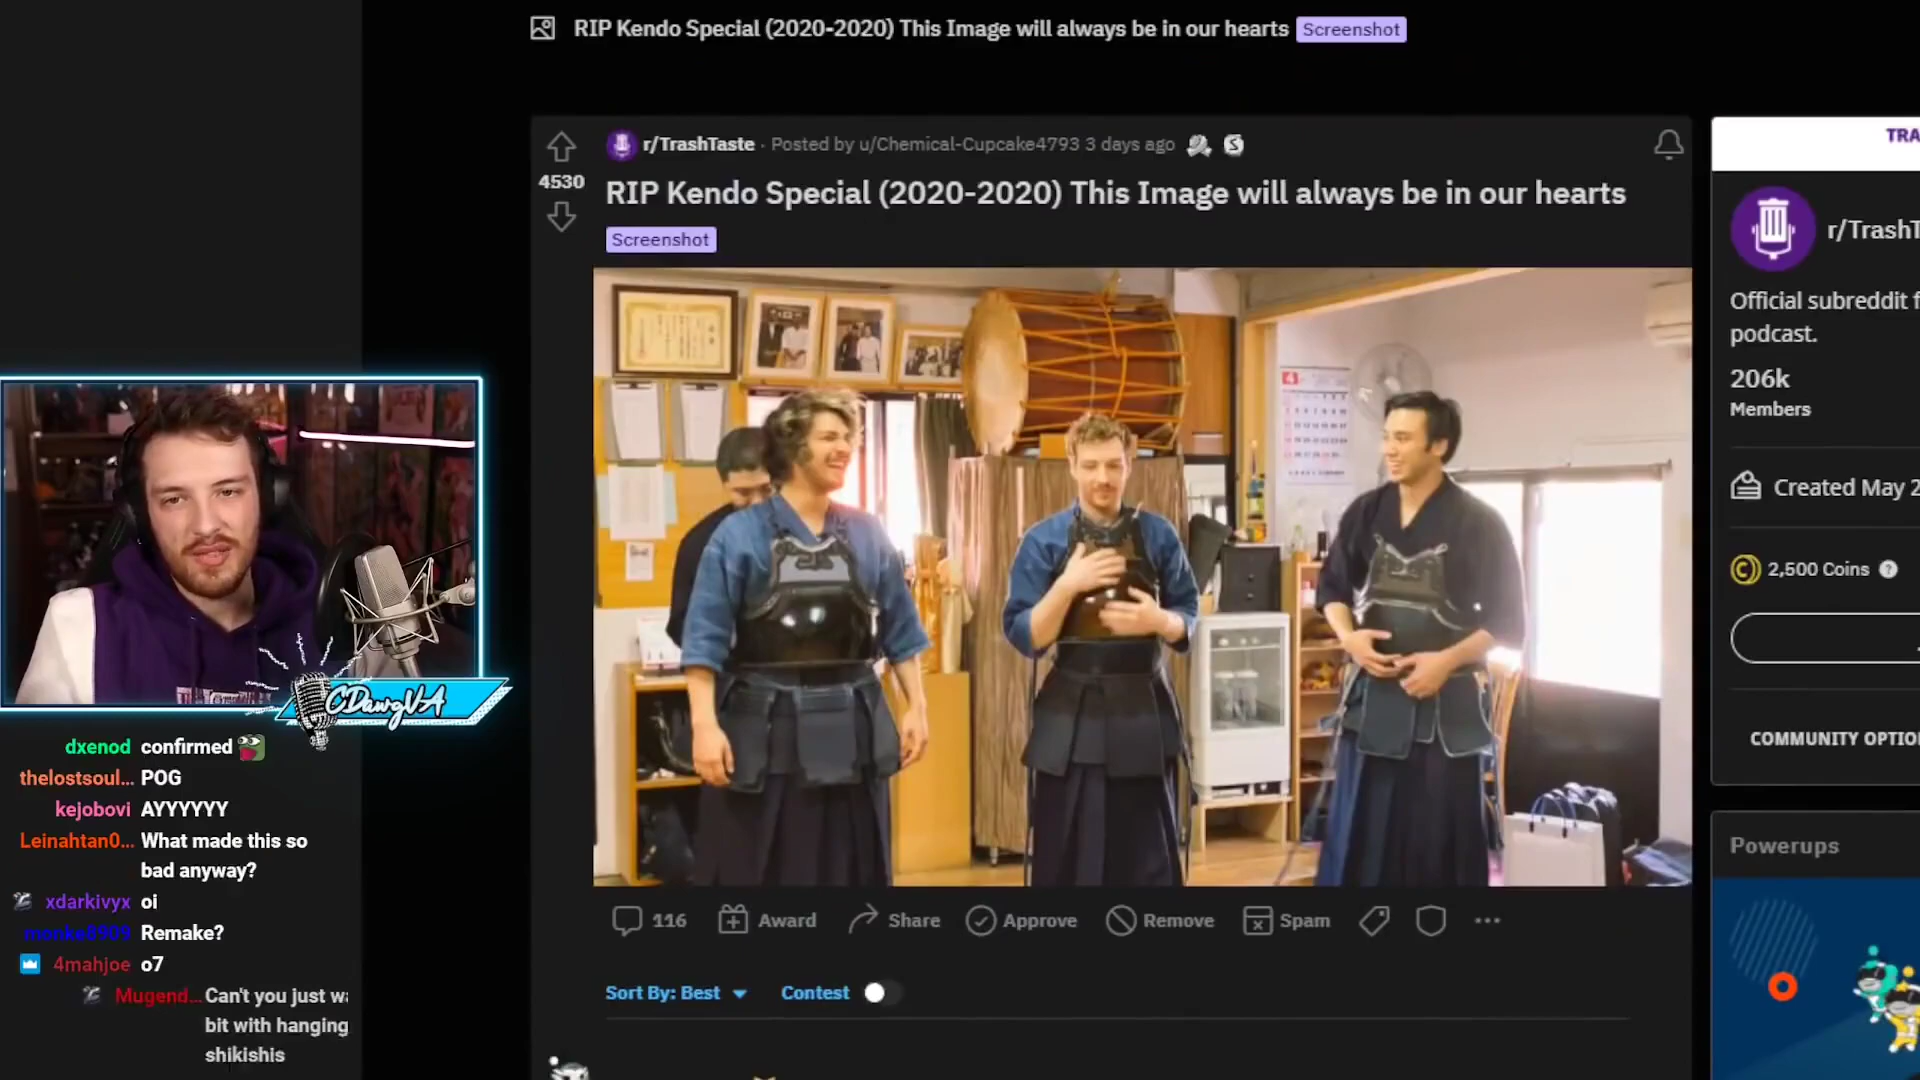 RIP Kendo Special (2020-2020) This Image will always be in our hearts Screenshot
r/TrashTaste · Posted by u/Chemical-Cupcake4793 3 days ago
4530
RIP Kendo Special (2020-2020) This Image will always be in our hearts
Screenshot
116 Award Share Approve Remove Spam
Sort By: Best Contest
TRA
r/TrashT
Official subreddit f
podcast.
206k
Members
Created May 2
2,500 Coins ?
COMMUNITY OPTIO
Powerups
CDawgVA
dxenod confirmed
thelostsoul... POG
kejobovi AYYYYYY
Leinahtan0... What made this so
bad anyway?
xdarkivyx oi
monke8909 Remake?
4mahjoe o7
Mugend... Can't you just wa
bit with hanging
shikishis